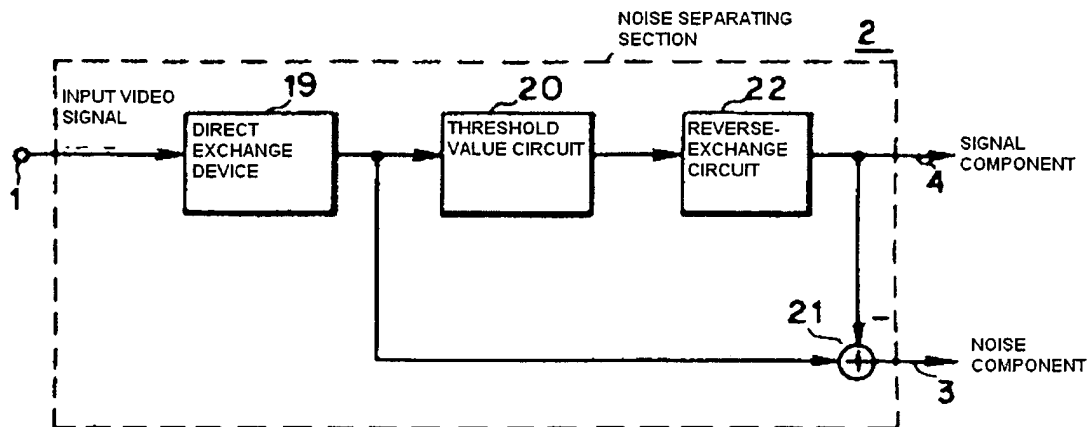 NOISE SEPARATING
SECTION
2
INPUT VIDEO
SIGNAL
19
20
22
DIRECT
EXCHANGE
DEVICE
THRESHOLD
VALUE CIRCUIT
REVERSE-
EXCHANGE
CIRCUIT
1
4
SIGNAL
COMPONENT
21
−
+
3
NOISE
COMPONENT